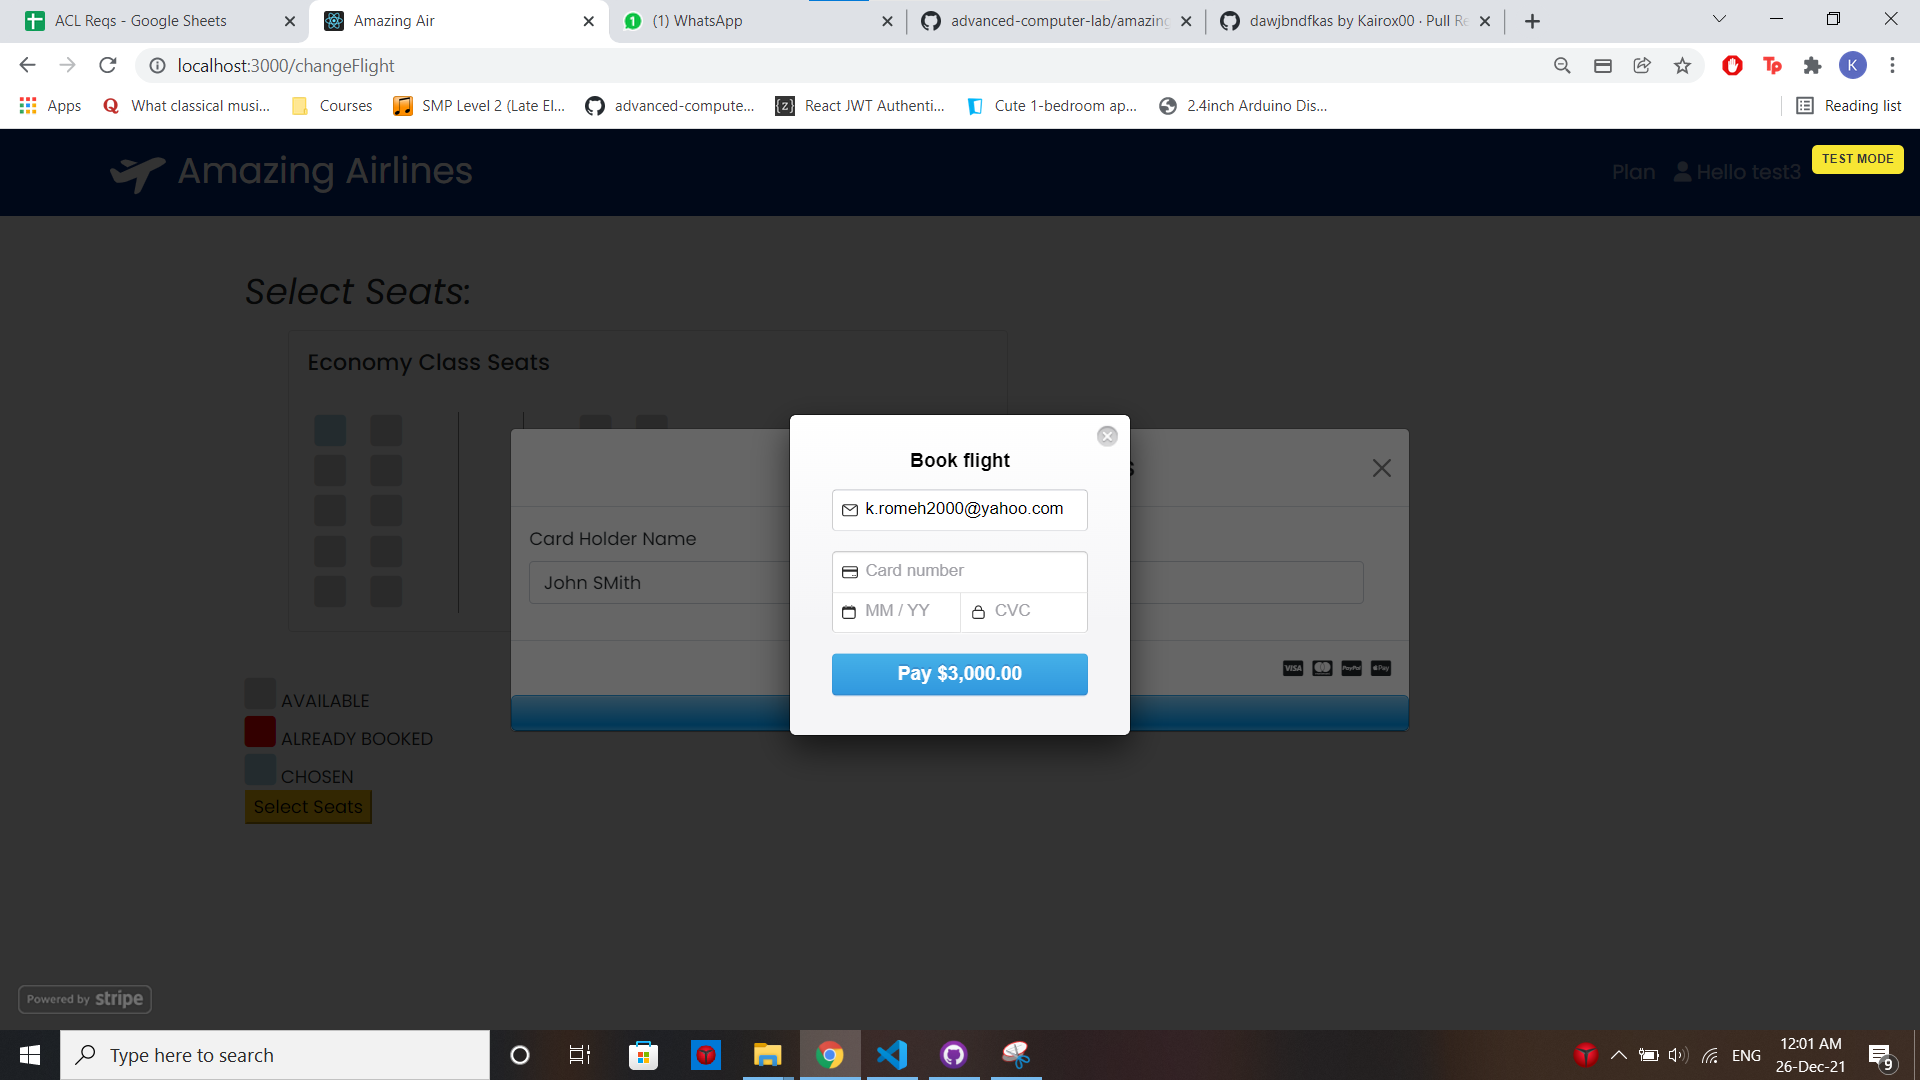 ACL Reqs - Google Sheets
Amazing Air
(1) WhatsApp
advanced-computer-lab/amazing
dawjbndfkas by Kairox00 · Pull Re
localhost:3000/changeFlight
K
Apps
What classical musi...
Courses
SMP Level 2 (Late El...
advanced-compute...
React JWT Authenti...
Cute 1-bedroom ap...
2.4inch Arduino Dis...
Reading list
Amazing Airlines
Plan
Hello test3
TEST MODE
Select Seats:
Economy Class Seats
Book flight
k.romeh2000@yahoo.com
Card Holder Name
John SMith
Card number
MM / YY
CVC
Pay $3,000.00
VISA
PayPal
Pay
AVAILABLE
ALREADY BOOKED
CHOSEN
Select Seats
Powered by stripe
Type here to search
ENG
12:01 AM
26-Dec-21
9